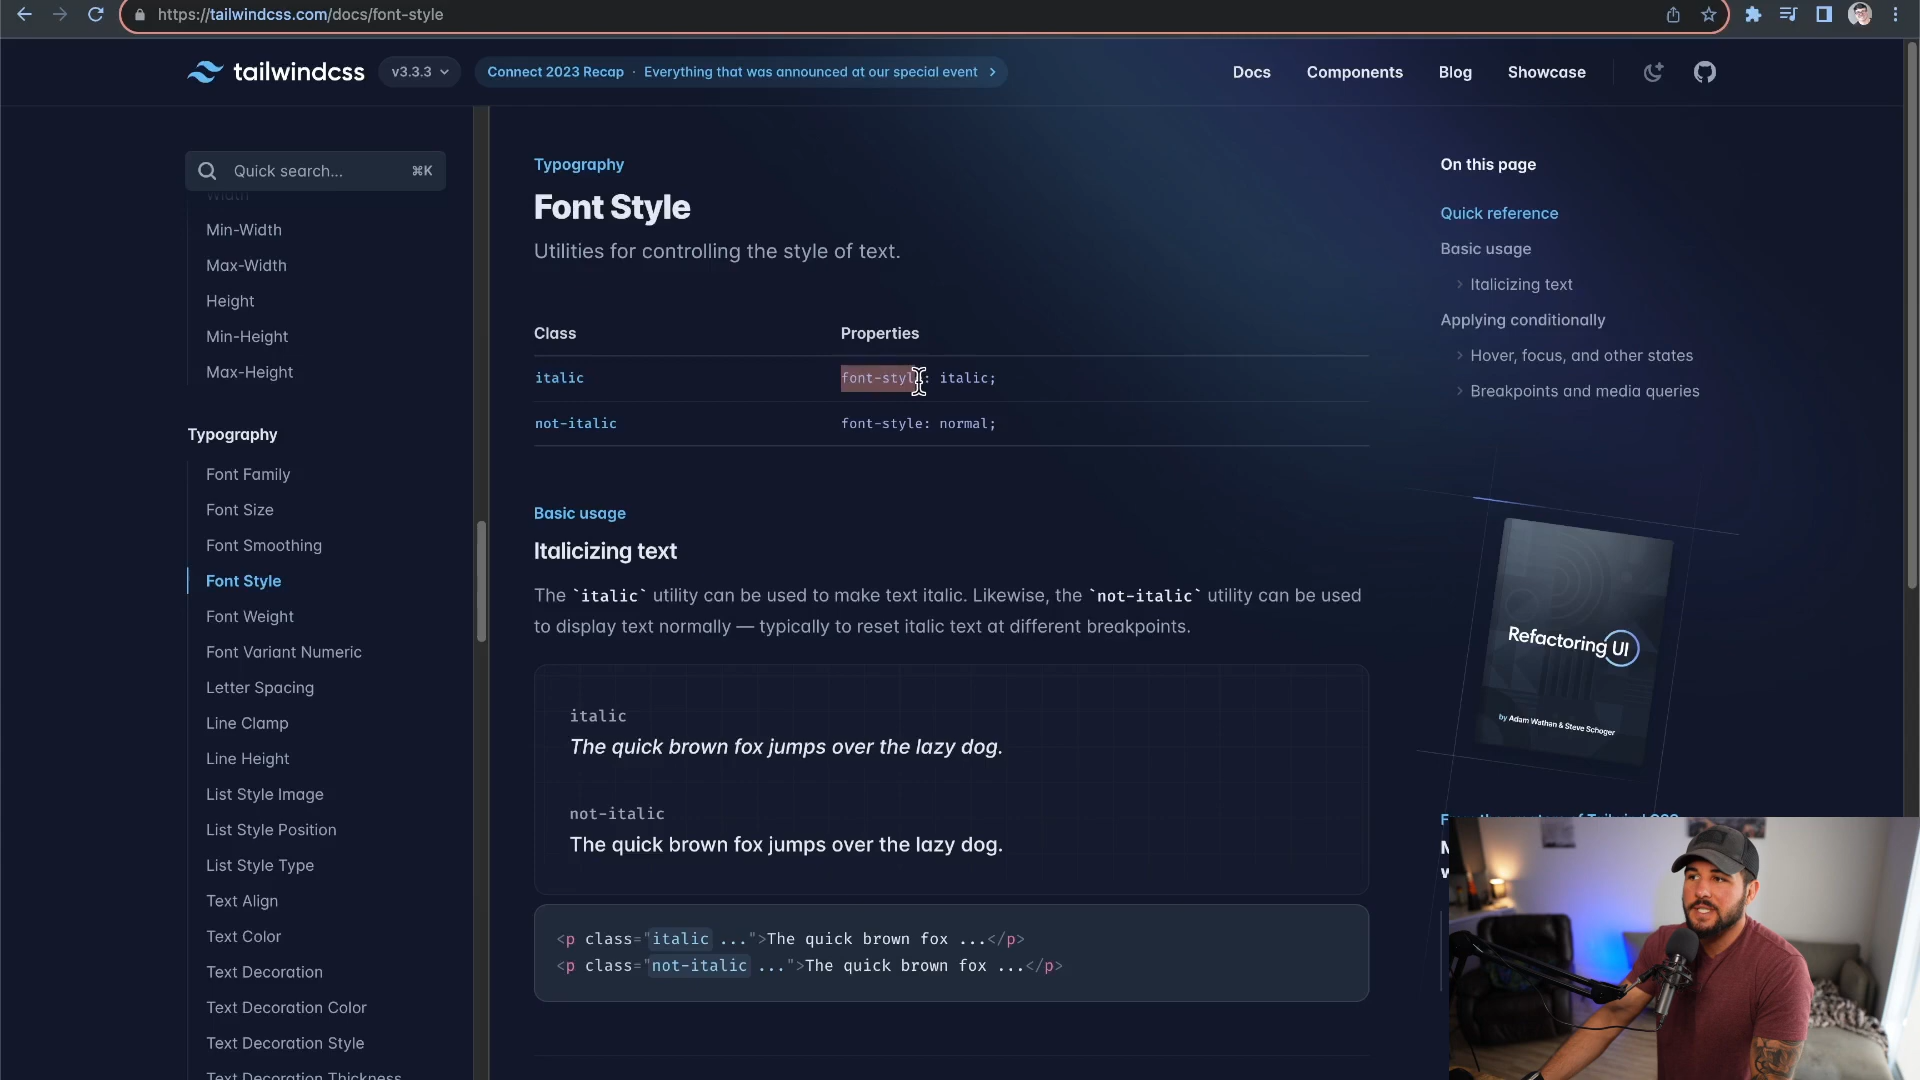 https://tailwindcss.com/docs/font-style
tailwindcss
v3.3.3
Connect 2023 Recap · Everything that was announced at our special event
Docs
Components
Blog
Showcase
Quick search...
⌘K
Width
Min-Width
Max-Width
Height
Min-Height
Max-Height
Typography
Font Family
Font Size
Font Smoothing
Font Style
Font Weight
Font Variant Numeric
Letter Spacing
Line Clamp
Line Height
List Style Image
List Style Position
List Style Type
Text Align
Text Color
Text Decoration
Text Decoration Color
Text Decoration Style
Text Decoration Thickness
Typography
Font Style
Utilities for controlling the style of text.
Class Properties
italic font-style: italic;
not-italic font-style: normal;
Basic usage
Italicizing text
The `italic` utility can be used to make text italic. Likewise, the `not-italic` utility can be used
to display text normally — typically to reset italic text at different breakpoints.
italic
The quick brown fox jumps over the lazy dog.
not-italic
The quick brown fox jumps over the lazy dog.
<p class="italic ...">The quick brown fox ...</p>
<p class="not-italic ...">The quick brown fox ...</p>
On this page
Quick reference
Basic usage
Italicizing text
Applying conditionally
Hover, focus, and other states
Breakpoints and media queries
Refactoring UI
by Adam Wathan & Steve Schoger